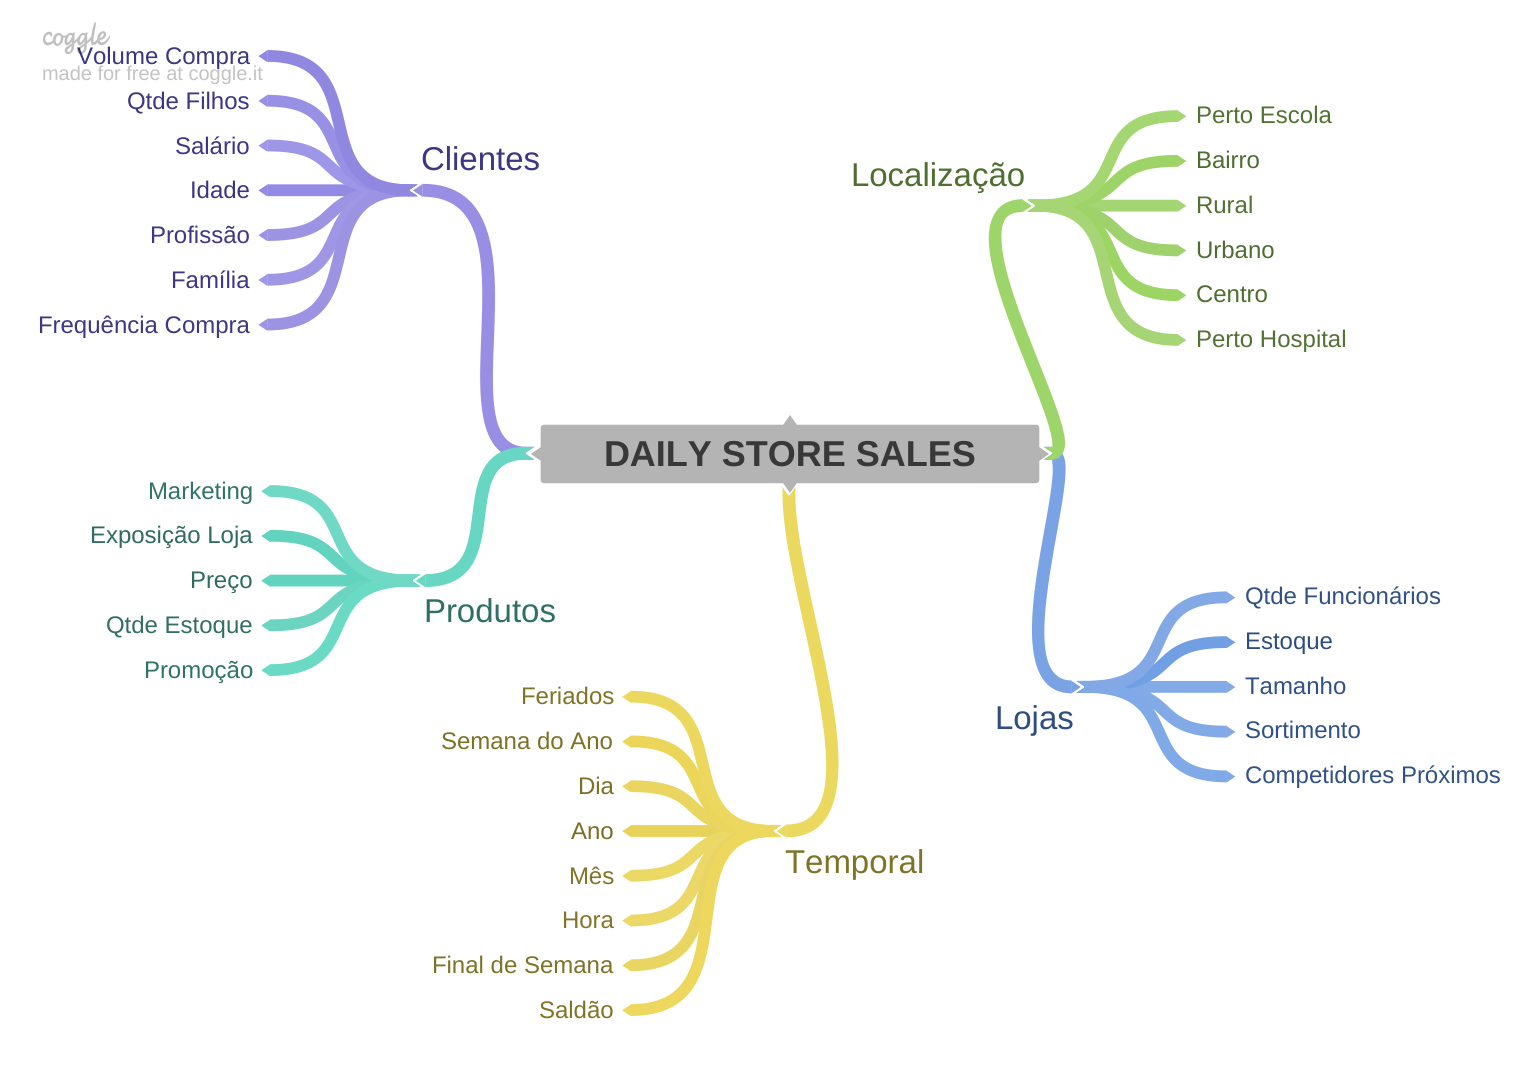 coggle
made for free at coggle.it
Volume Compra
Qtde Filhos
Salário
Idade
Profissão
Família
Frequência Compra
Clientes
Localização
Perto Escola
Bairro
Rural
Urbano
Centro
Perto Hospital
DAILY STORE SALES
Marketing
Exposição Loja
Preço
Qtde Estoque
Promoção
Produtos
Qtde Funcionários
Estoque
Tamanho
Sortimento
Competidores Próximos
Lojas
Feriados
Semana do Ano
Dia
Ano
Mês
Hora
Final de Semana
Saldão
Temporal